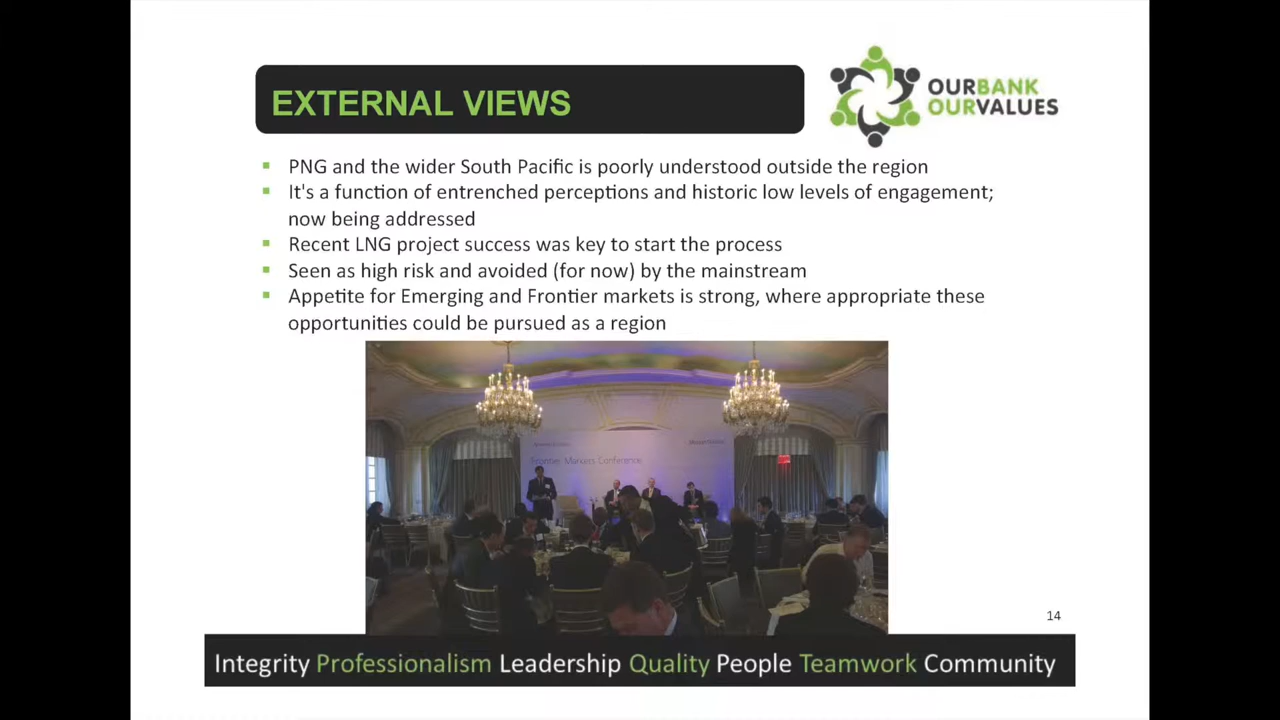 EXTERNAL VIEWS
OURBANK
OURVALUES
▪ PNG and the wider South Pacific is poorly understood outside the region
▪ It's a function of entrenched perceptions and historic low levels of engagement;
now being addressed
▪ Recent LNG project success was key to start the process
▪ Seen as high risk and avoided (for now) by the mainstream
▪ Appetite for Emerging and Frontier markets is strong, where appropriate these
opportunities could be pursued as a region
Frontier Markets Conference
14
Integrity Professionalism Leadership Quality People Teamwork Community